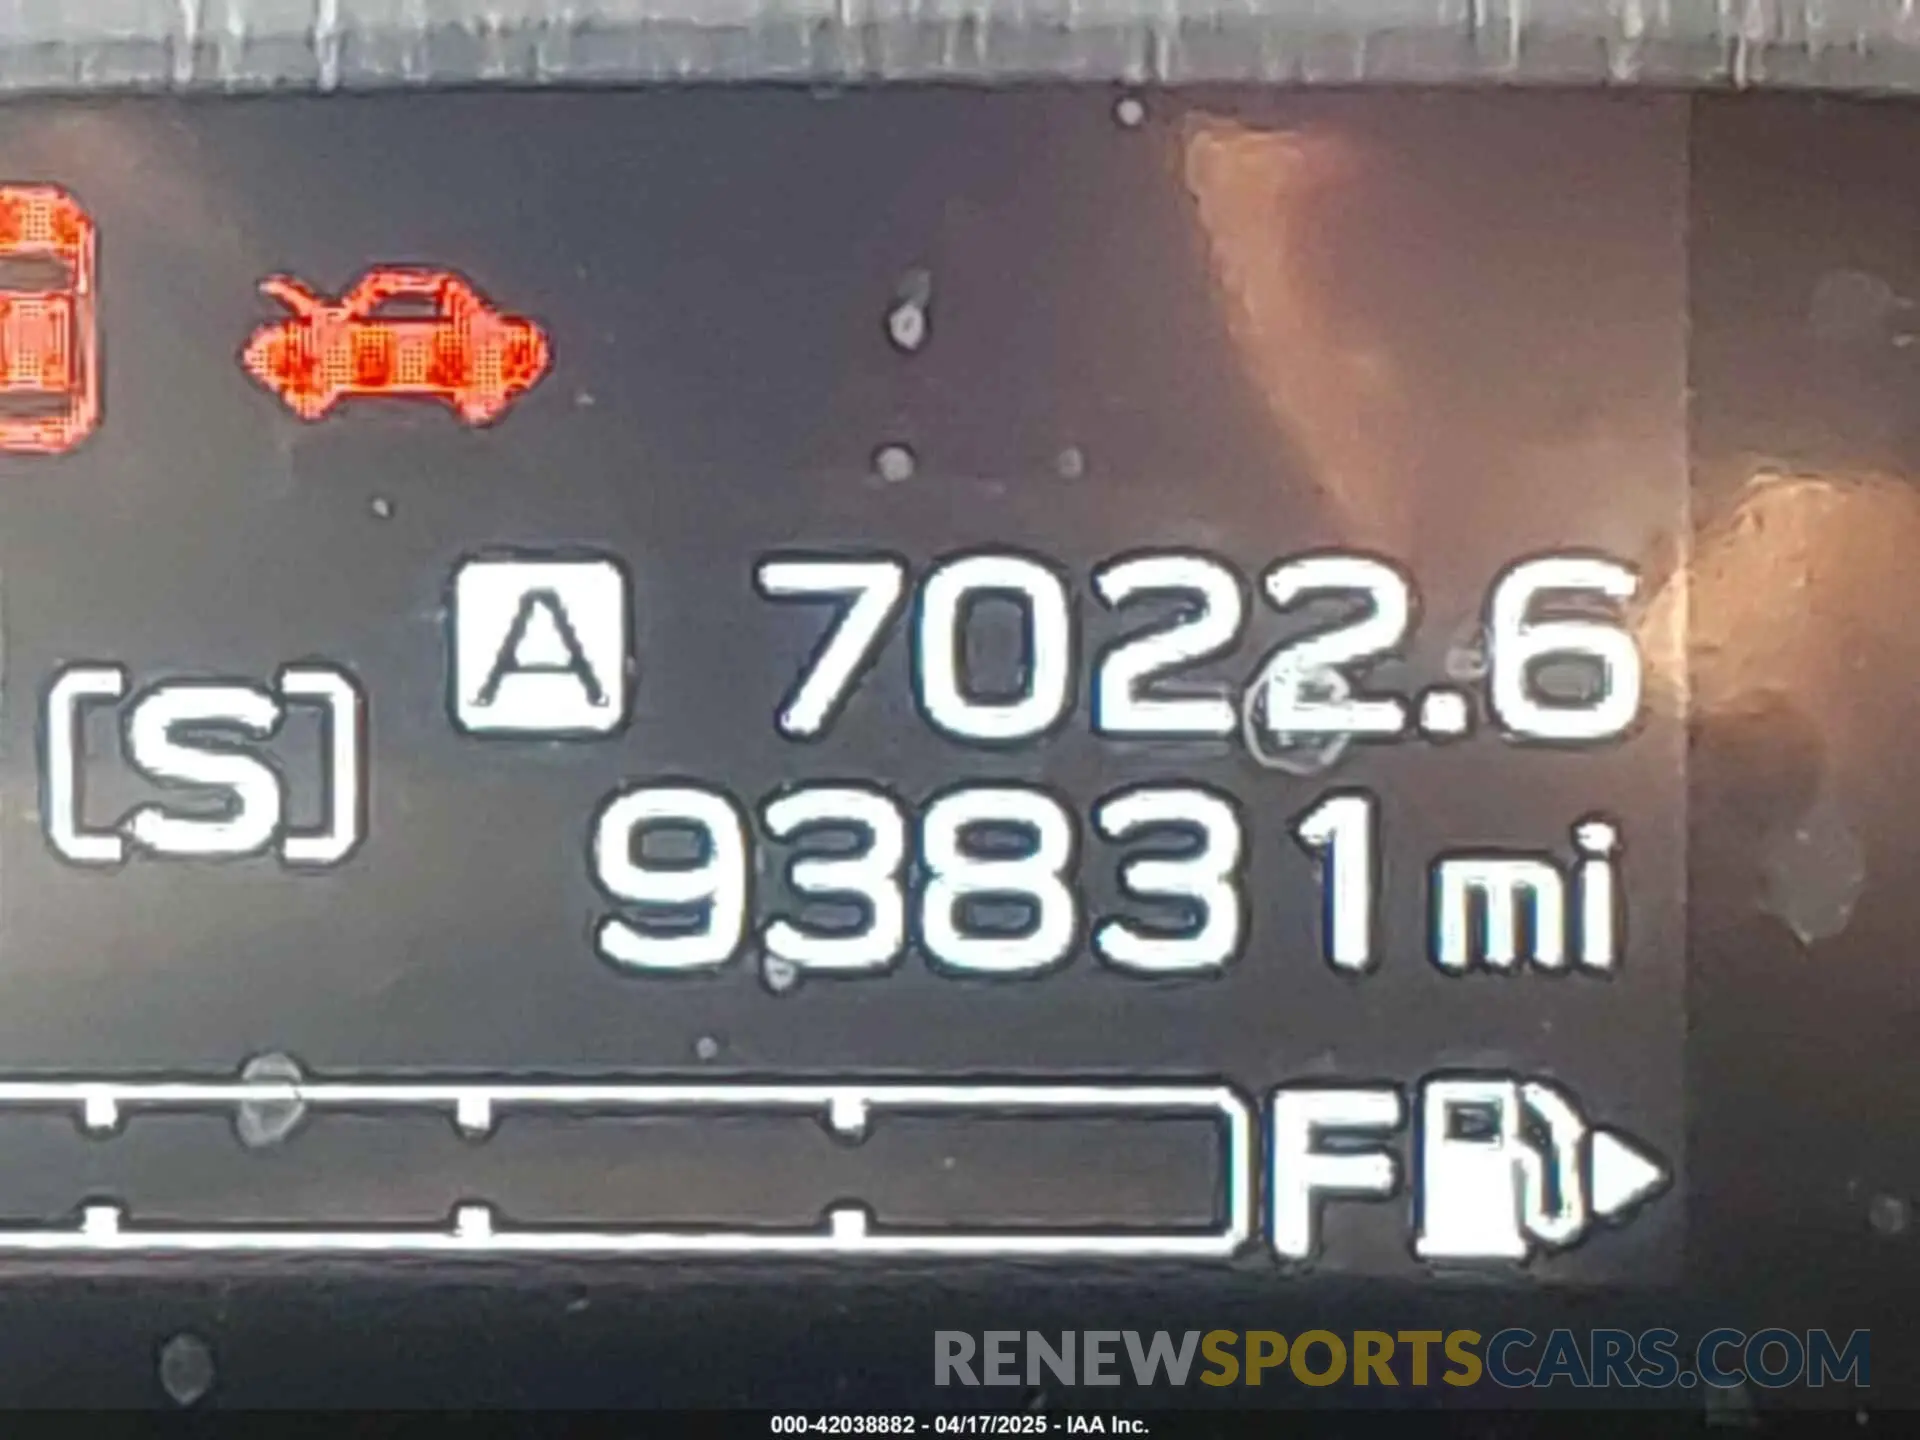 A 7022.6
[S]
93831 mi
F
RENEWSPORTSCARS.COM
000-42038882 - 04/17/2025 - IAA Inc.